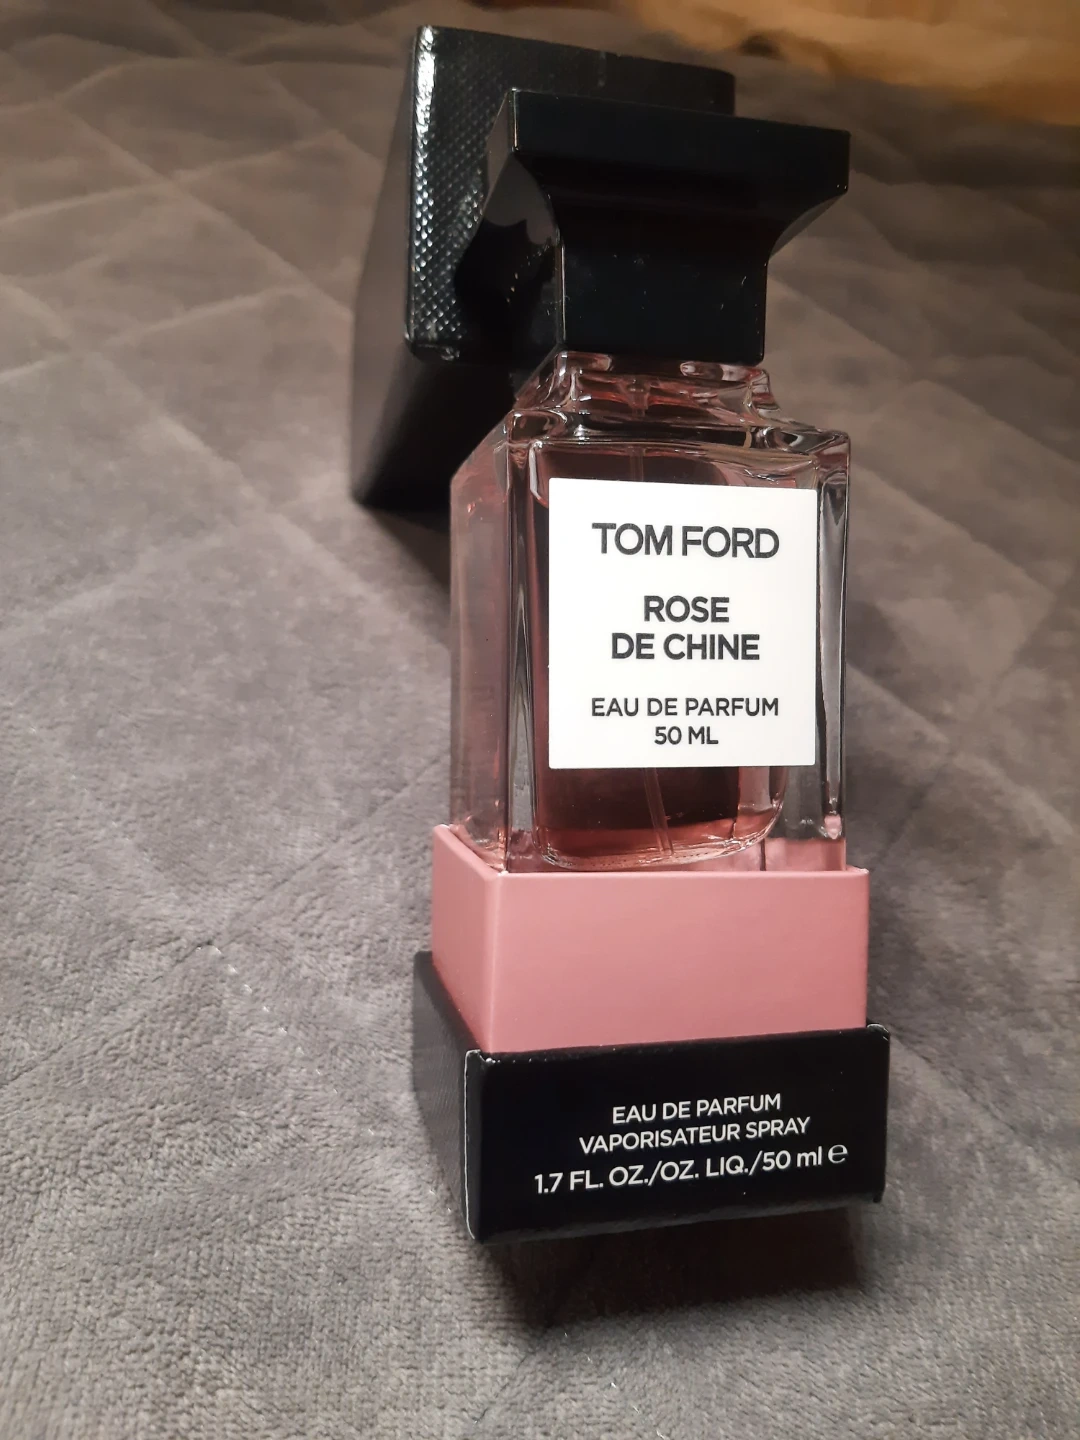 TOM FORD
ROSE
DE CHINE
EAU DE PARFUM
50 ML
EAU DE PARFUM
VAPORISATEUR SPRAY
1.7 FL. OZ./OZ. LIQ./50 ml ℮